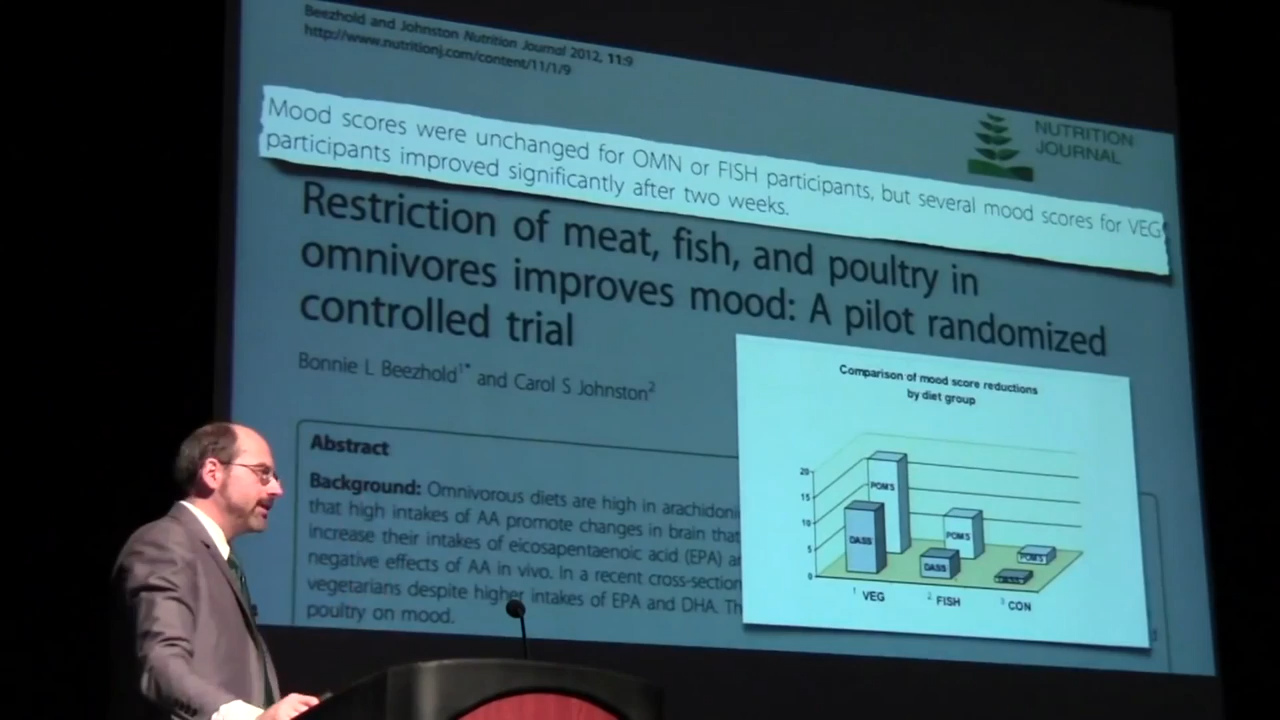 Beezhold and Johnston Nutrition Journal 2012, 11:9
http://www.nutritionj.com/content/11/1/9
NUTRITION
JOURNAL
Mood scores were unchanged for OMN or FISH participants, but several mood scores for VEG
participants improved significantly after two weeks.
Restriction of meat, fish, and poultry in
omnivores improves mood: A pilot randomized
controlled trial
Bonnie L Beezhold1* and Carol S Johnston2
Abstract
Background: Omnivorous diets are high in arachidoni
that high intakes of AA promote changes in brain that
increase their intakes of eicosapentaenoic acid (EPA) ar
negative effects of AA in vivo. In a recent cross-section
vegetarians despite higher intakes of EPA and DHA. Th
poultry on mood.
Comparison of mood score reductions
by diet group
20
15
10
5
0
POMS
DASS
POMS
DASS
POMS
DASS
1 VEG
2 FISH
3 CON